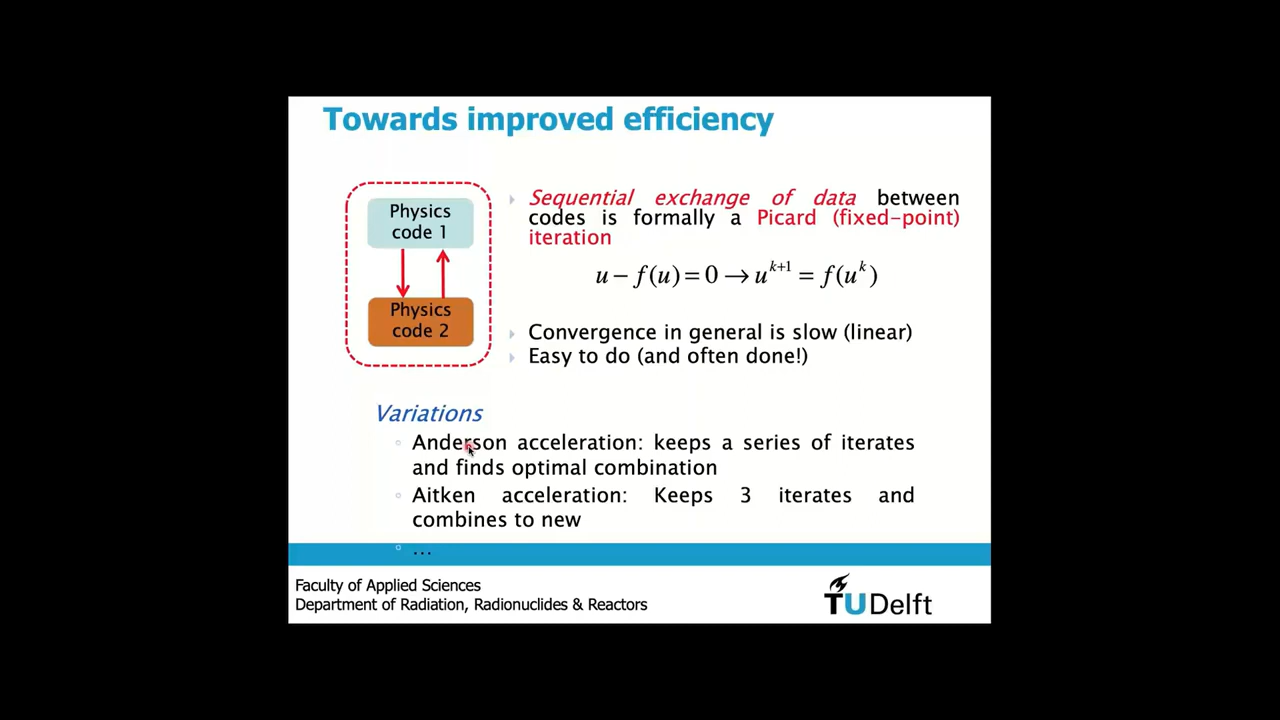 Towards improved efficiency
Physics
code 1
Physics
code 2
Sequential exchange of data between
codes is formally a Picard (fixed-point)
iteration
u − f(u) = 0 → u^{k+1} = f(u^k)
Convergence in general is slow (linear)
Easy to do (and often done!)
Variations
Anderson acceleration: keeps a series of iterates
and finds optimal combination
Aitken acceleration: Keeps 3 iterates and
combines to new
...
Faculty of Applied Sciences
Department of Radiation, Radionuclides & Reactors
TUDelft